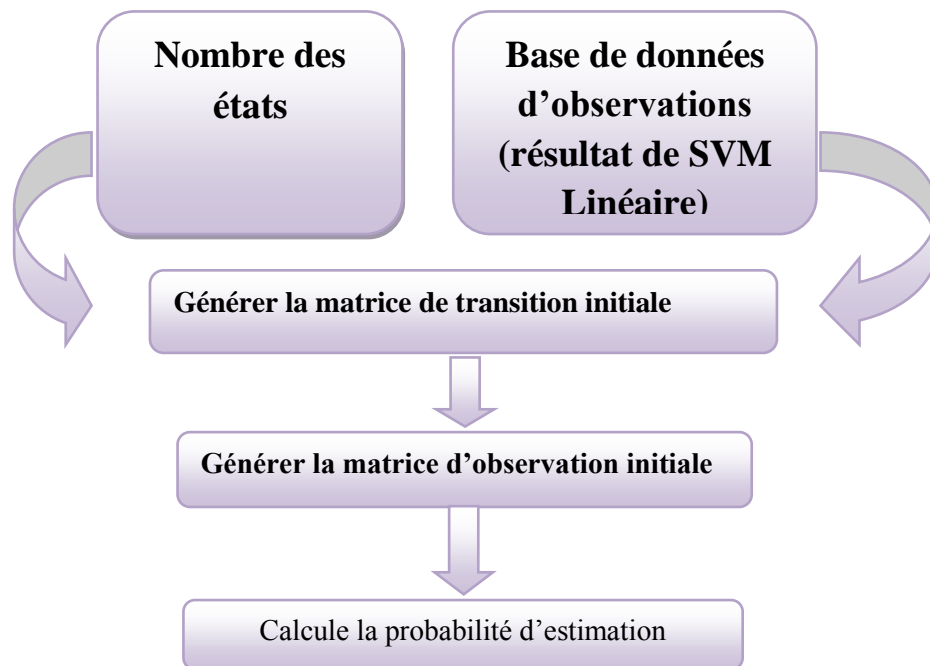 Nombre des
états
Base de données
d’observations
(résultat de SVM
Linéaire)
Générer la matrice de transition initiale
Générer la matrice d’observation initiale
Calcule la probabilité d’estimation